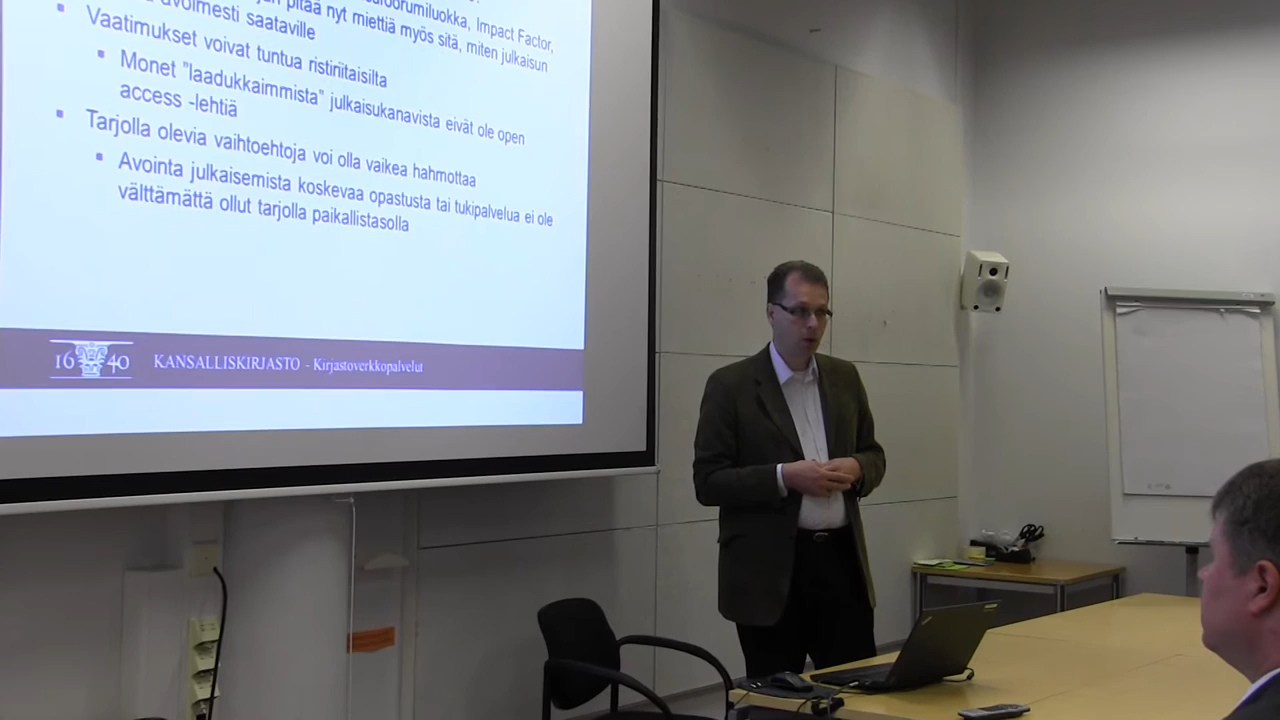 pitää nyt miettiä myös sitä, miten julkaisun
Impact Factor,
avoimesti saataville
Vaatimukset voivat tuntua ristiriitaisilta
Monet "laadukkaimmista" julkaisukanavista eivät ole open
access -lehtiä
Tarjolla olevia vaihtoehtoja voi olla vaikea hahmottaa
Avointa julkaisemista koskevaa opastusta tai tukipalvelua ei ole
välttämättä ollut tarjolla paikallistasolla
1640 KANSALLISKIRJASTO - Kirjastoverkkopalvelut